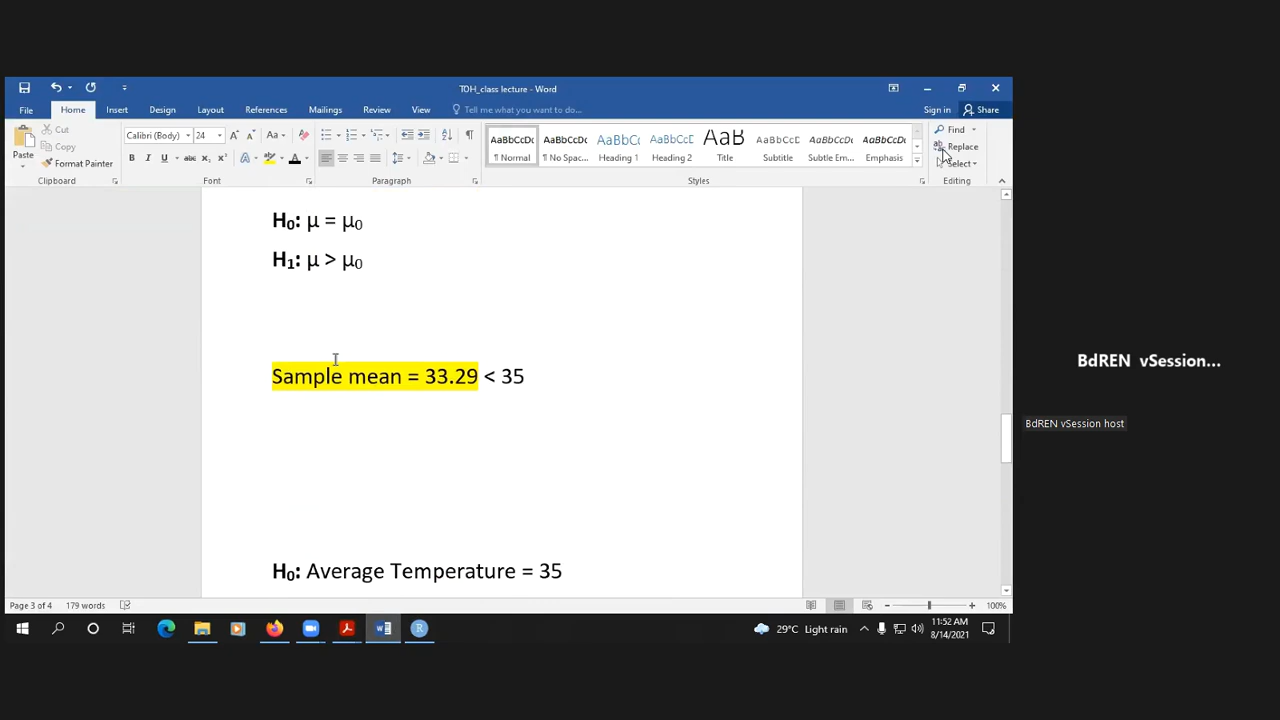 TOH_class lecture - Word
File Home Insert Design Layout References Mailings Review View Tell me what you want to do... Sign in Share
Paste
Cut
Copy
Format Painter
Calibri (Body) 24
AaBbCcDc AaBbCcDc AaBbCc AaBbCcE AaB AaBbCcDc AaBbCcDc AaBbCcDc
¶ Normal ¶ No Spac... Heading 1 Heading 2 Title Subtitle Subtle Em... Emphasis
Find
Replace
Select
Clipboard Font Paragraph Styles Editing
H₀: μ = μ₀
H₁: μ > μ₀
Sample mean = 33.29 < 35
H₀: Average Temperature = 35
Page 3 of 4 179 words 100%
29°C Light rain
11:52 AM
8/14/2021
BdREN vSession...
BdREN vSession host